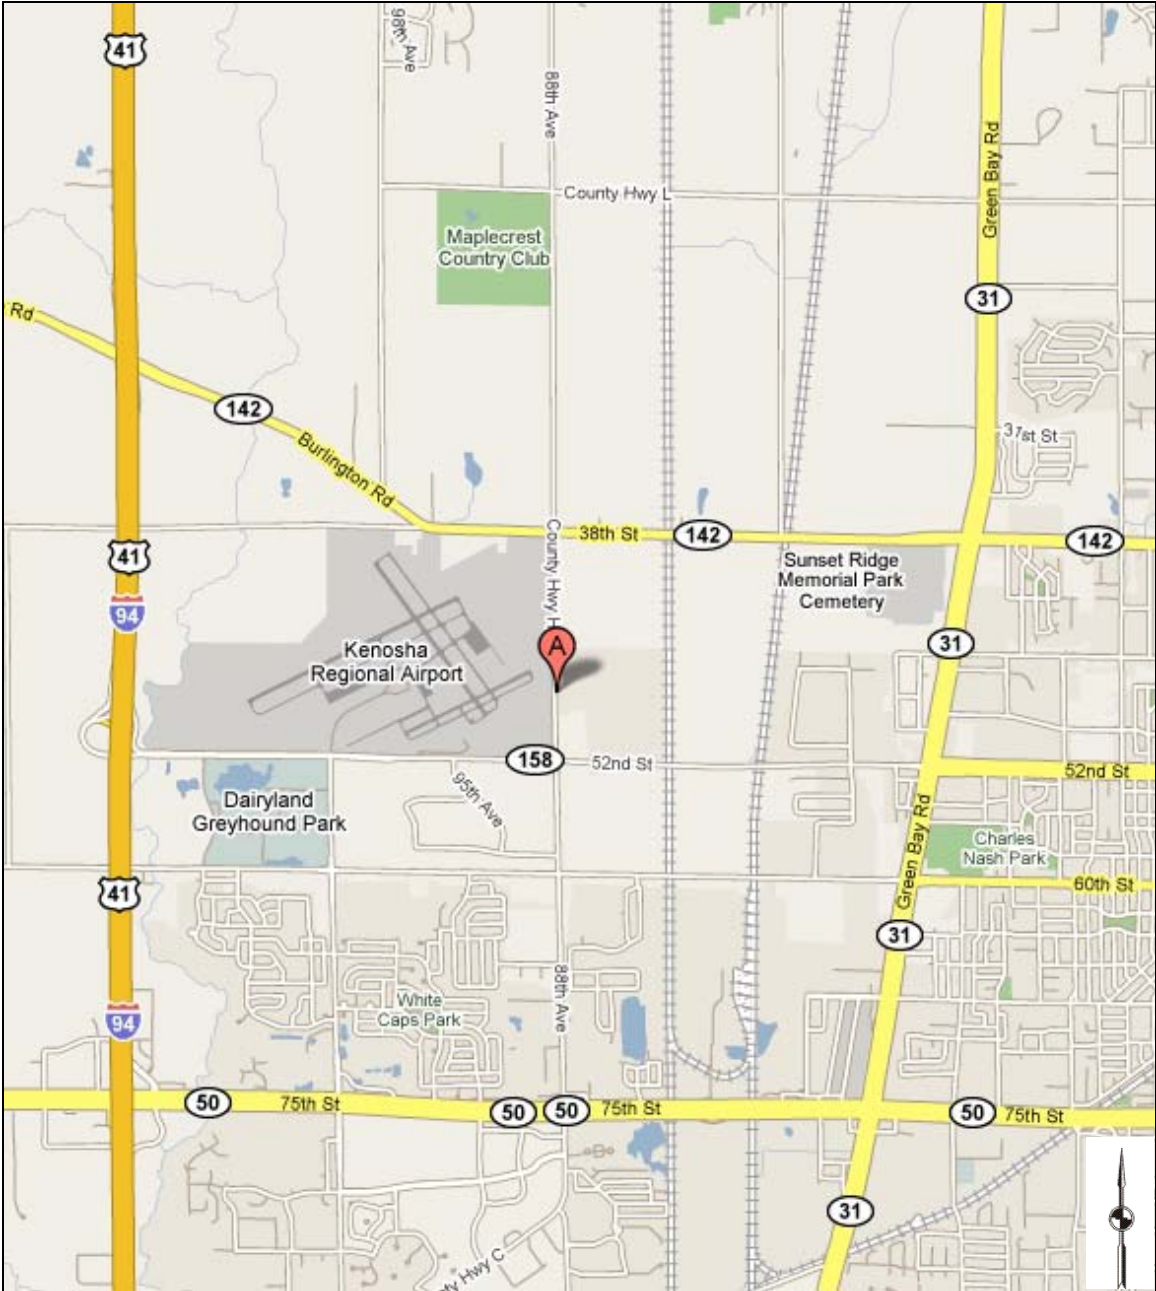 41
98th Ave
88th Ave
Green Bay Rd
County Hwy L
Maplecrest
Country Club
31
Rd
142
Burlington Rd
31st St
County Hwy H
38th St
142
142
41
94
Sunset Ridge
Memorial Park
Cemetery
A
31
Kenosha
Regional Airport
158
52nd St
52nd St
95th Ave
Dairyland
Greyhound Park
Green Bay Rd
Charles
Nash Park
41
60th St
31
88th Ave
White
Caps Park
94
50
75th St
50
50
75th St
50
75th St
31
ty Hwy C